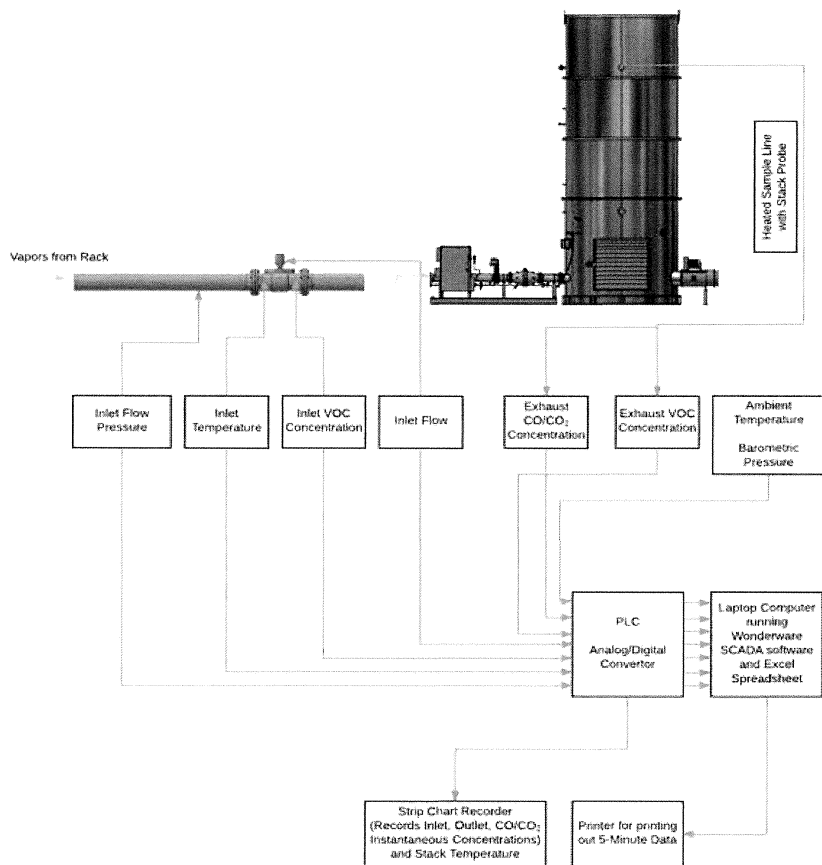 Heated Sample Line
with Stack Probe
Vapors from Rack
Inlet Flow
Pressure
Inlet
Temperature
Inlet VOC
Concentration
Inlet Flow
Exhaust
CO/CO₂
Concentration
Exhaust VOC
Concentration
Ambient
Temperature
Barometric
Pressure
PLC
Analog/Digital
Convertor
Laptop Computer
running
Wonderware
SCADA software
and Excel
Spreadsheet
Strip Chart Recorder
(Records Inlet, Outlet, CO/CO₂
Instantaneous Concentrations)
and Stack Temperature
Printer for printing
out 5-Minute Data